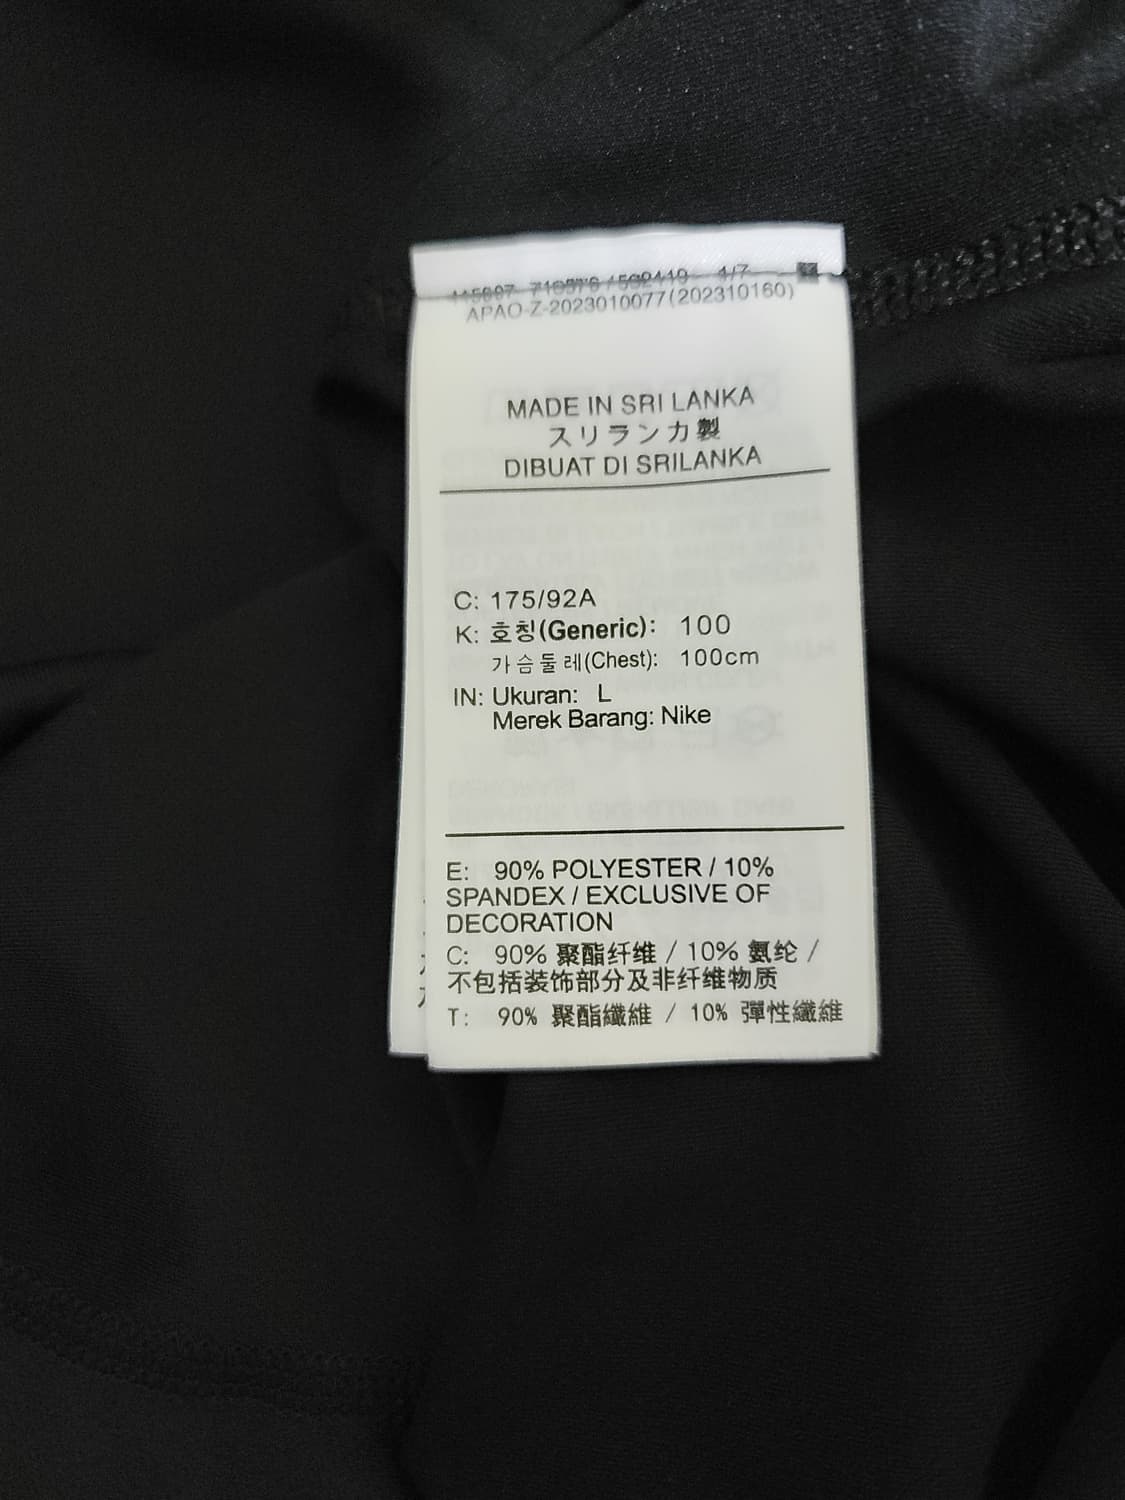 APAO-Z-2023010077(202310160)
MADE IN SRI LANKA
スリランカ製
DIBUAT DI SRILANKA
C: 175/92A
K: 호칭(Generic): 100
가슴둘레(Chest): 100cm
IN: Ukuran: L
Merek Barang: Nike
E: 90% POLYESTER / 10%
SPANDEX / EXCLUSIVE OF
DECORATION
C: 90% 聚酯纤维 / 10% 氨纶 /
不包括装饰部分及非纤维物质
T: 90% 聚酯纖維 / 10% 彈性纖維